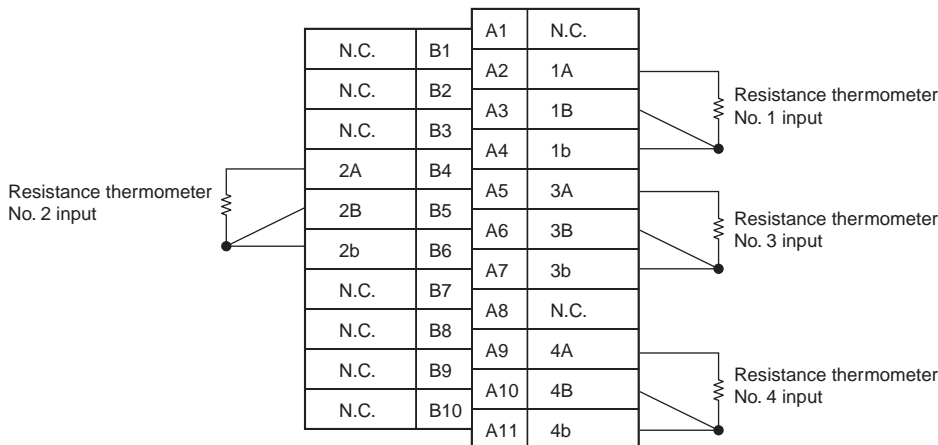 A1 N.C.
N.C. B1
A2 1A
N.C. B2
A3 1B
Resistance thermometer
No. 1 input
N.C. B3
A4 1b
2A B4
A5 3A
Resistance thermometer
No. 2 input
2B B5
A6 3B
Resistance thermometer
No. 3 input
2b B6
A7 3b
N.C. B7
A8 N.C.
N.C. B8
A9 4A
N.C. B9
A10 4B
Resistance thermometer
No. 4 input
N.C. B10
A11 4b